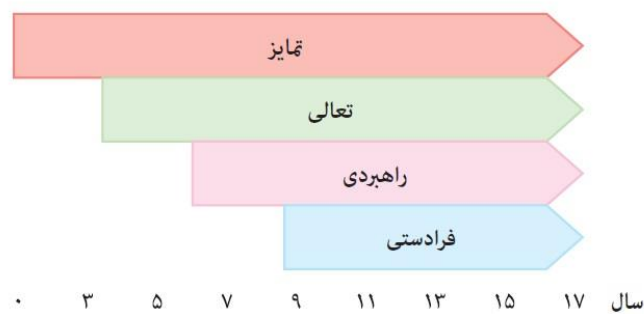 تمایز
تعالی
راهبردی
فرادستی
۰ ۳ ۵ ۷ ۹ ۱۱ ۱۳ ۱۵ ۱۷ سال